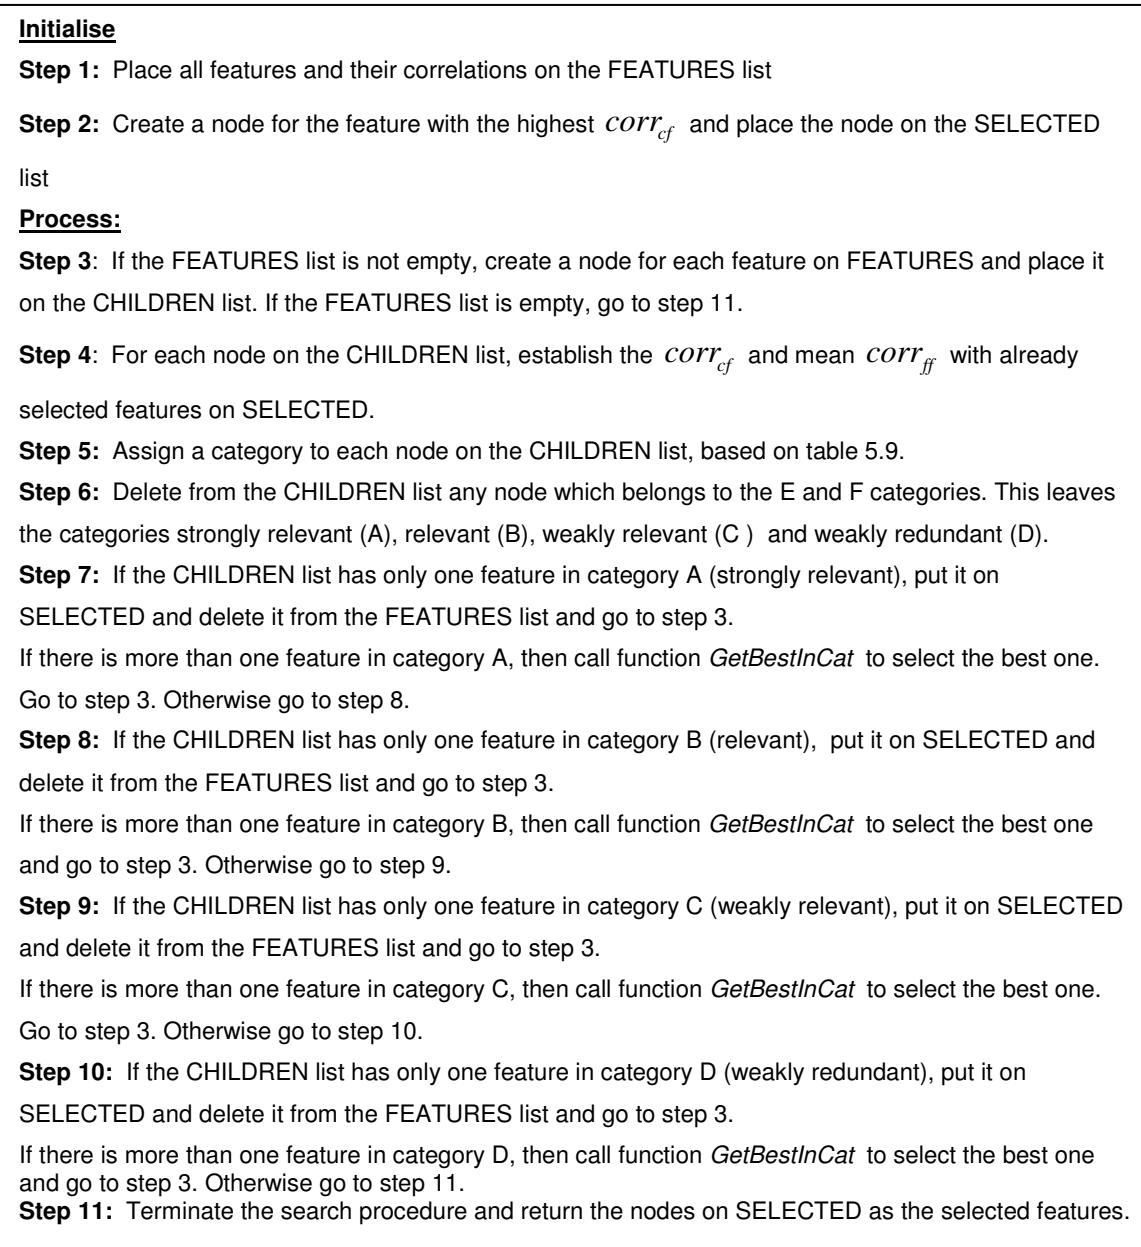 Initialise
Step 1: Place all features and their correlations on the FEATURES list
Step 2: Create a node for the feature with the highest corr_cf and place the node on the SELECTED
list
Process:
Step 3: If the FEATURES list is not empty, create a node for each feature on FEATURES and place it
on the CHILDREN list. If the FEATURES list is empty, go to step 11.
Step 4: For each node on the CHILDREN list, establish the corr_cf and mean corr_ff with already
selected features on SELECTED.
Step 5: Assign a category to each node on the CHILDREN list, based on table 5.9.
Step 6: Delete from the CHILDREN list any node which belongs to the E and F categories. This leaves
the categories strongly relevant (A), relevant (B), weakly relevant (C ) and weakly redundant (D).
Step 7: If the CHILDREN list has only one feature in category A (strongly relevant), put it on
SELECTED and delete it from the FEATURES list and go to step 3.
If there is more than one feature in category A, then call function GetBestInCat to select the best one.
Go to step 3. Otherwise go to step 8.
Step 8: If the CHILDREN list has only one feature in category B (relevant), put it on SELECTED and
delete it from the FEATURES list and go to step 3.
If there is more than one feature in category B, then call function GetBestInCat to select the best one
and go to step 3. Otherwise go to step 9.
Step 9: If the CHILDREN list has only one feature in category C (weakly relevant), put it on SELECTED
and delete it from the FEATURES list and go to step 3.
If there is more than one feature in category C, then call function GetBestInCat to select the best one.
Go to step 3. Otherwise go to step 10.
Step 10: If the CHILDREN list has only one feature in category D (weakly redundant), put it on
SELECTED and delete it from the FEATURES list and go to step 3.
If there is more than one feature in category D, then call function GetBestInCat to select the best one
and go to step 3. Otherwise go to step 11.
Step 11: Terminate the search procedure and return the nodes on SELECTED as the selected features.